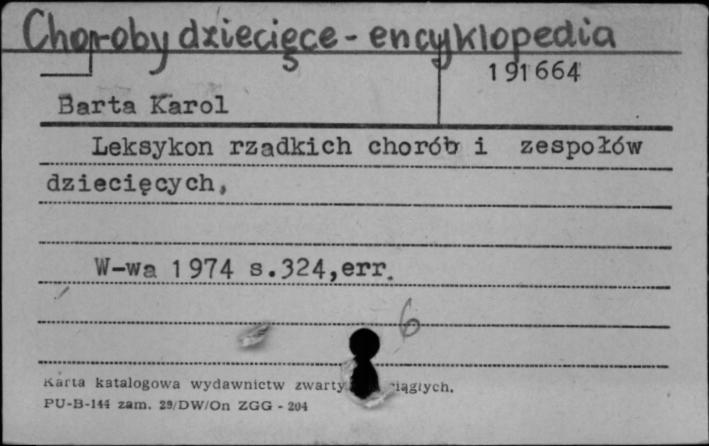 Choroby dziecięce - encyklopedia
191664
Barta Karol
Leksykon rzadkich chorób i zespołów
dziecięcych,
W-wa 1974 s.324,err.
6
Karta katalogowa wydawnictw
PU-B-144 zam. 29/DW/On ZGG - 204